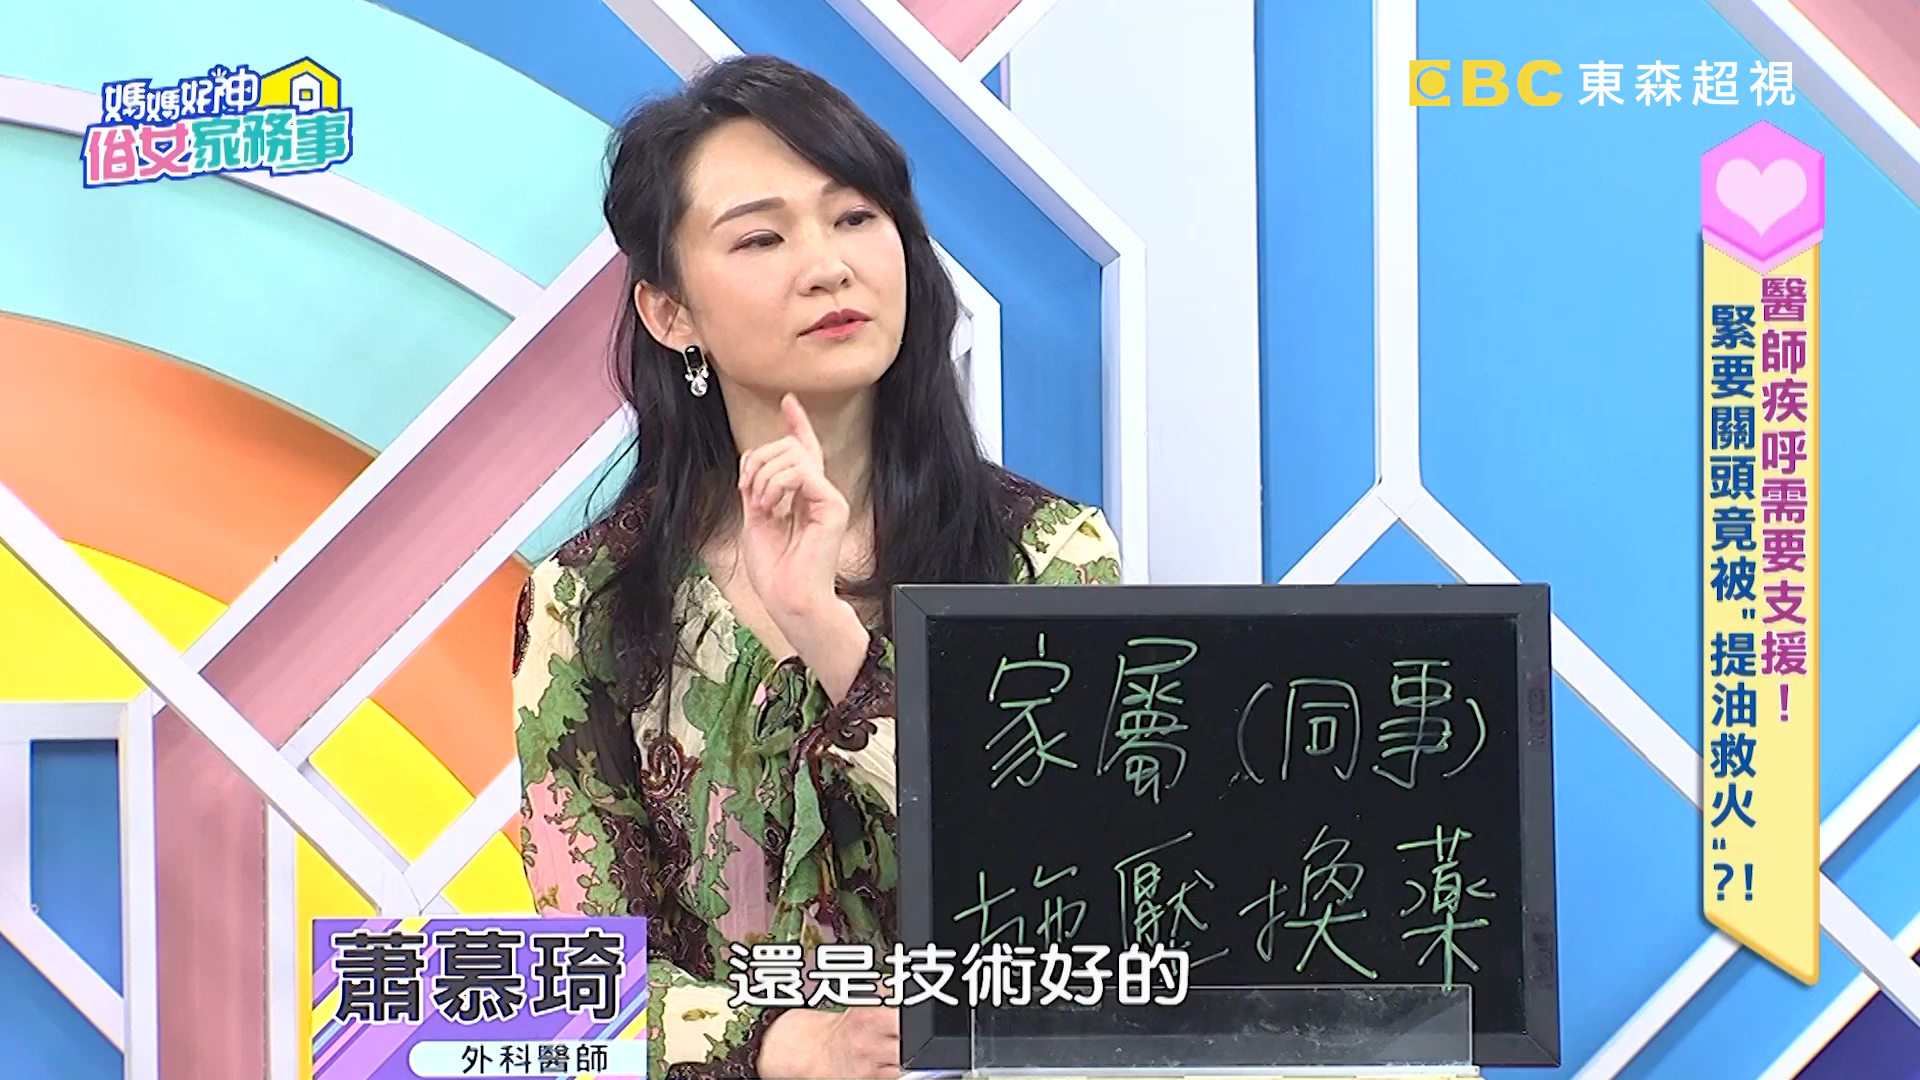 媽媽好神
俗女家務事
EBC 東森超視
醫師疾呼需要支援！
緊要關頭竟被"提油救火"?!
家屬(同事)
施壓換藥
還是技術好的
蕭慕琦
外科醫師